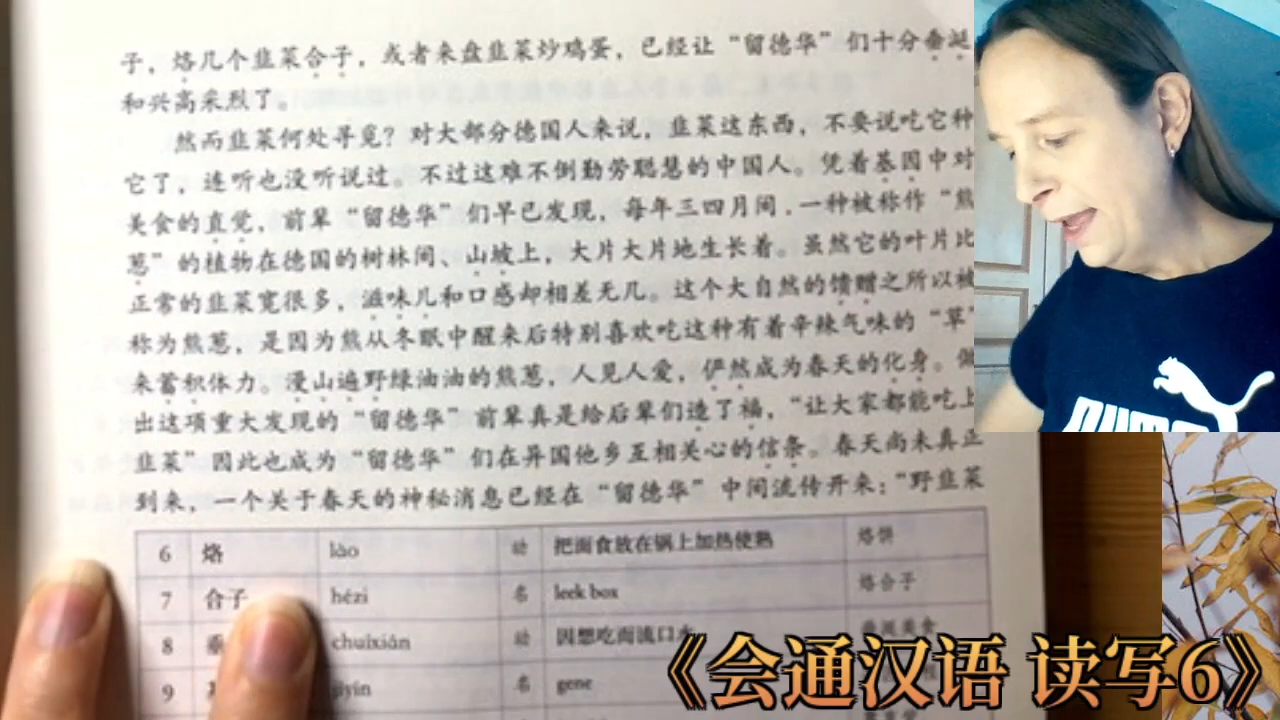 子，烙几个韭菜合子，或者来盘韭菜炒鸡蛋，已经让“留德华”们十分垂涎
和兴高采烈了。
然而韭菜何处寻觅？对大部分德国人来说，韭菜这东西，不要说吃它种
它了，连听也没听说过。不过这难不倒勤劳聪慧的中国人。凭着基因中对
美食的直觉，前辈“留德华”们早已发现，每年三四月间，一种被称作“熊
葱”的植物在德国的树林间、山坡上，大片大片地生长着。虽然它的叶片比
正常的韭菜宽很多，滋味儿和口感却相差无几。这个大自然的馈赠之所以被
称为熊葱，是因为熊从冬眠中醒来后特别喜欢吃这种有着辛辣气味的“草”
来蓄积体力。漫山遍野绿油油的熊葱，人见人爱，俨然成为春天的化身。做
出这项重大发现的“留德华”前辈真是给后辈们造了福，“让大家都能吃上
韭菜”因此也成为“留德华”们在异国他乡互相关心的信条。春天尚未真正
到来，一个关于春天的神秘消息已经在“留德华”中间流传开来：“野韭菜
6 烙 lào 动 把面食放在锅上加热使熟 烙饼
7 合子 hézi 名 leek box 烙合子
8 垂 chuíxián 动 因想吃而流口水 垂涎美食
9 jīyīn 名 gene
《会通汉语 读写6》
PUMA